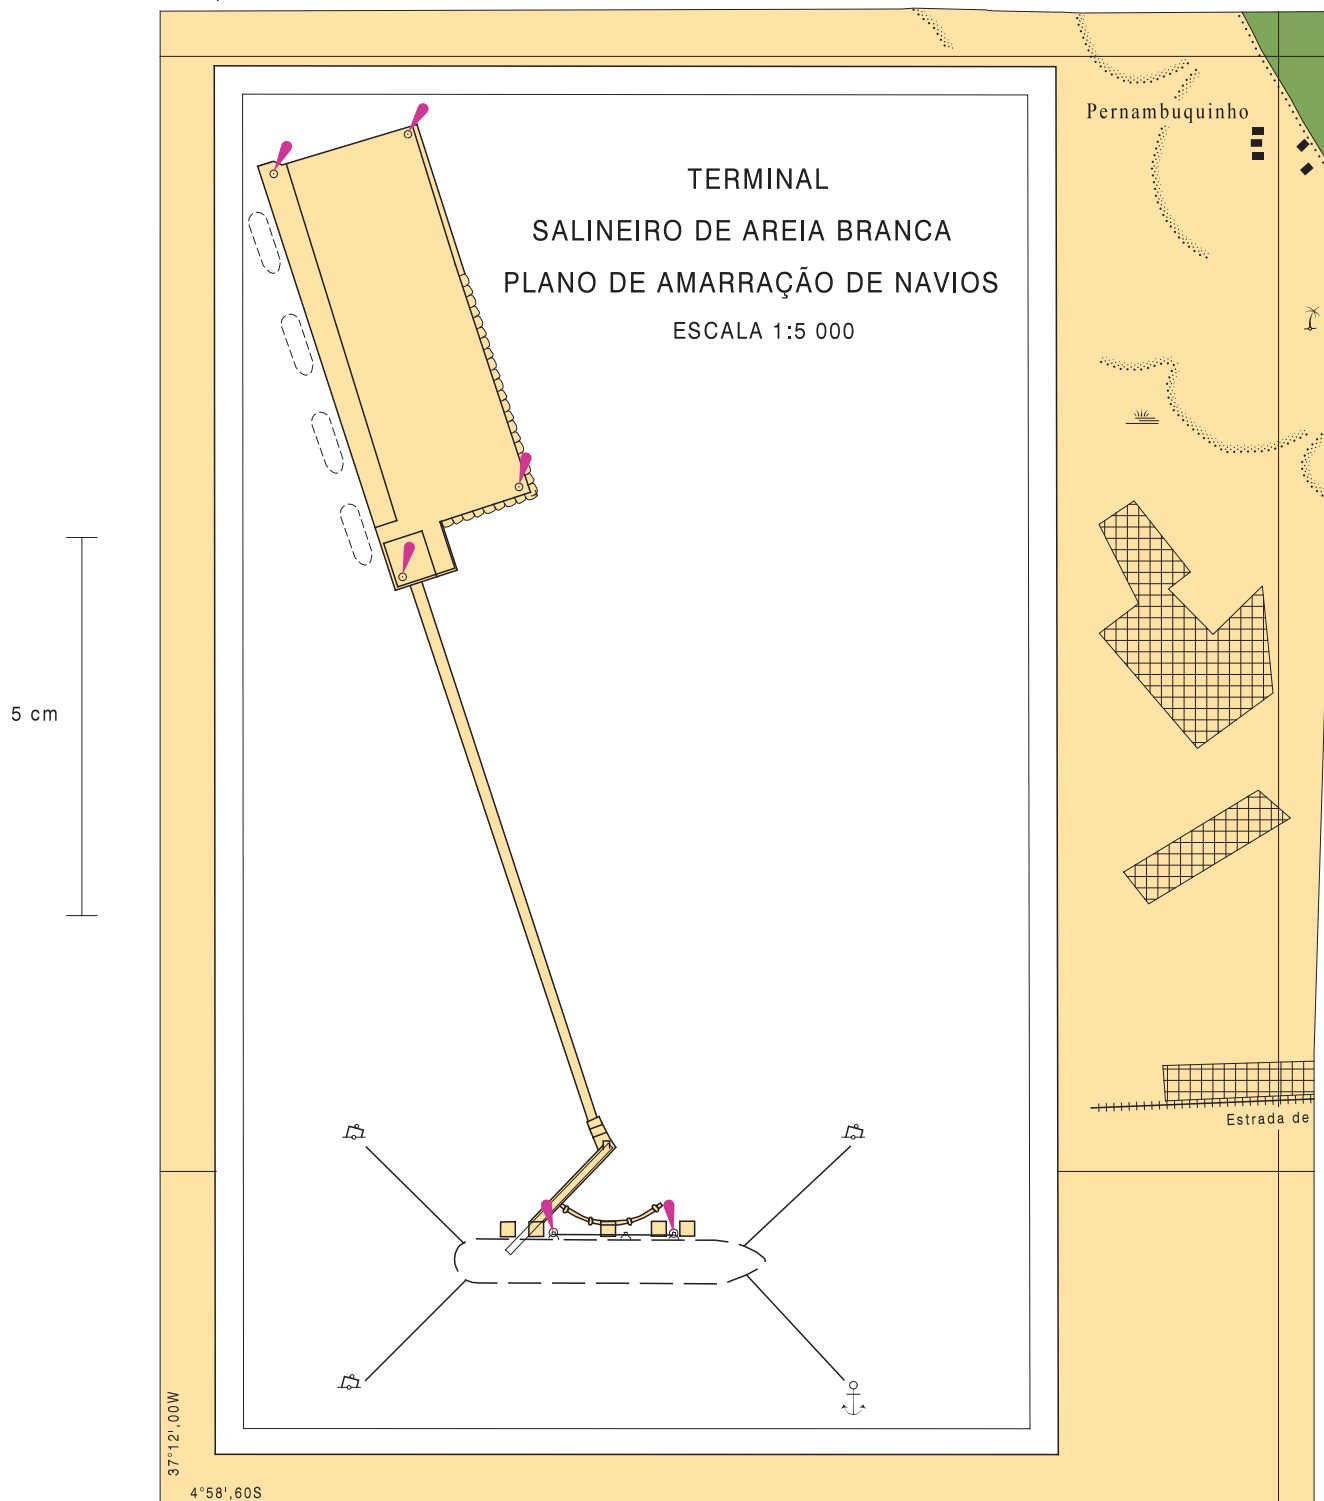 Pernambuquinho
TERMINAL
SALINEIRO DE AREIA BRANCA
PLANO DE AMARRAÇÃO DE NAVIOS
ESCALA 1:5 000
5 cm
Estrada de
37°12',00W
4°58',60S